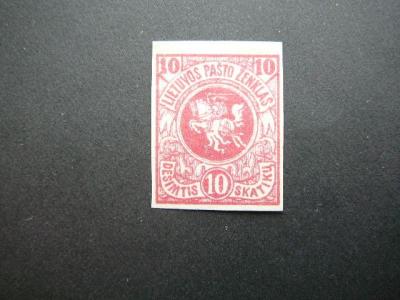 10 10
LIETUVOS PAŠTO ŽENKLAS
DEŠIMTIS 10 SKATIKŲ